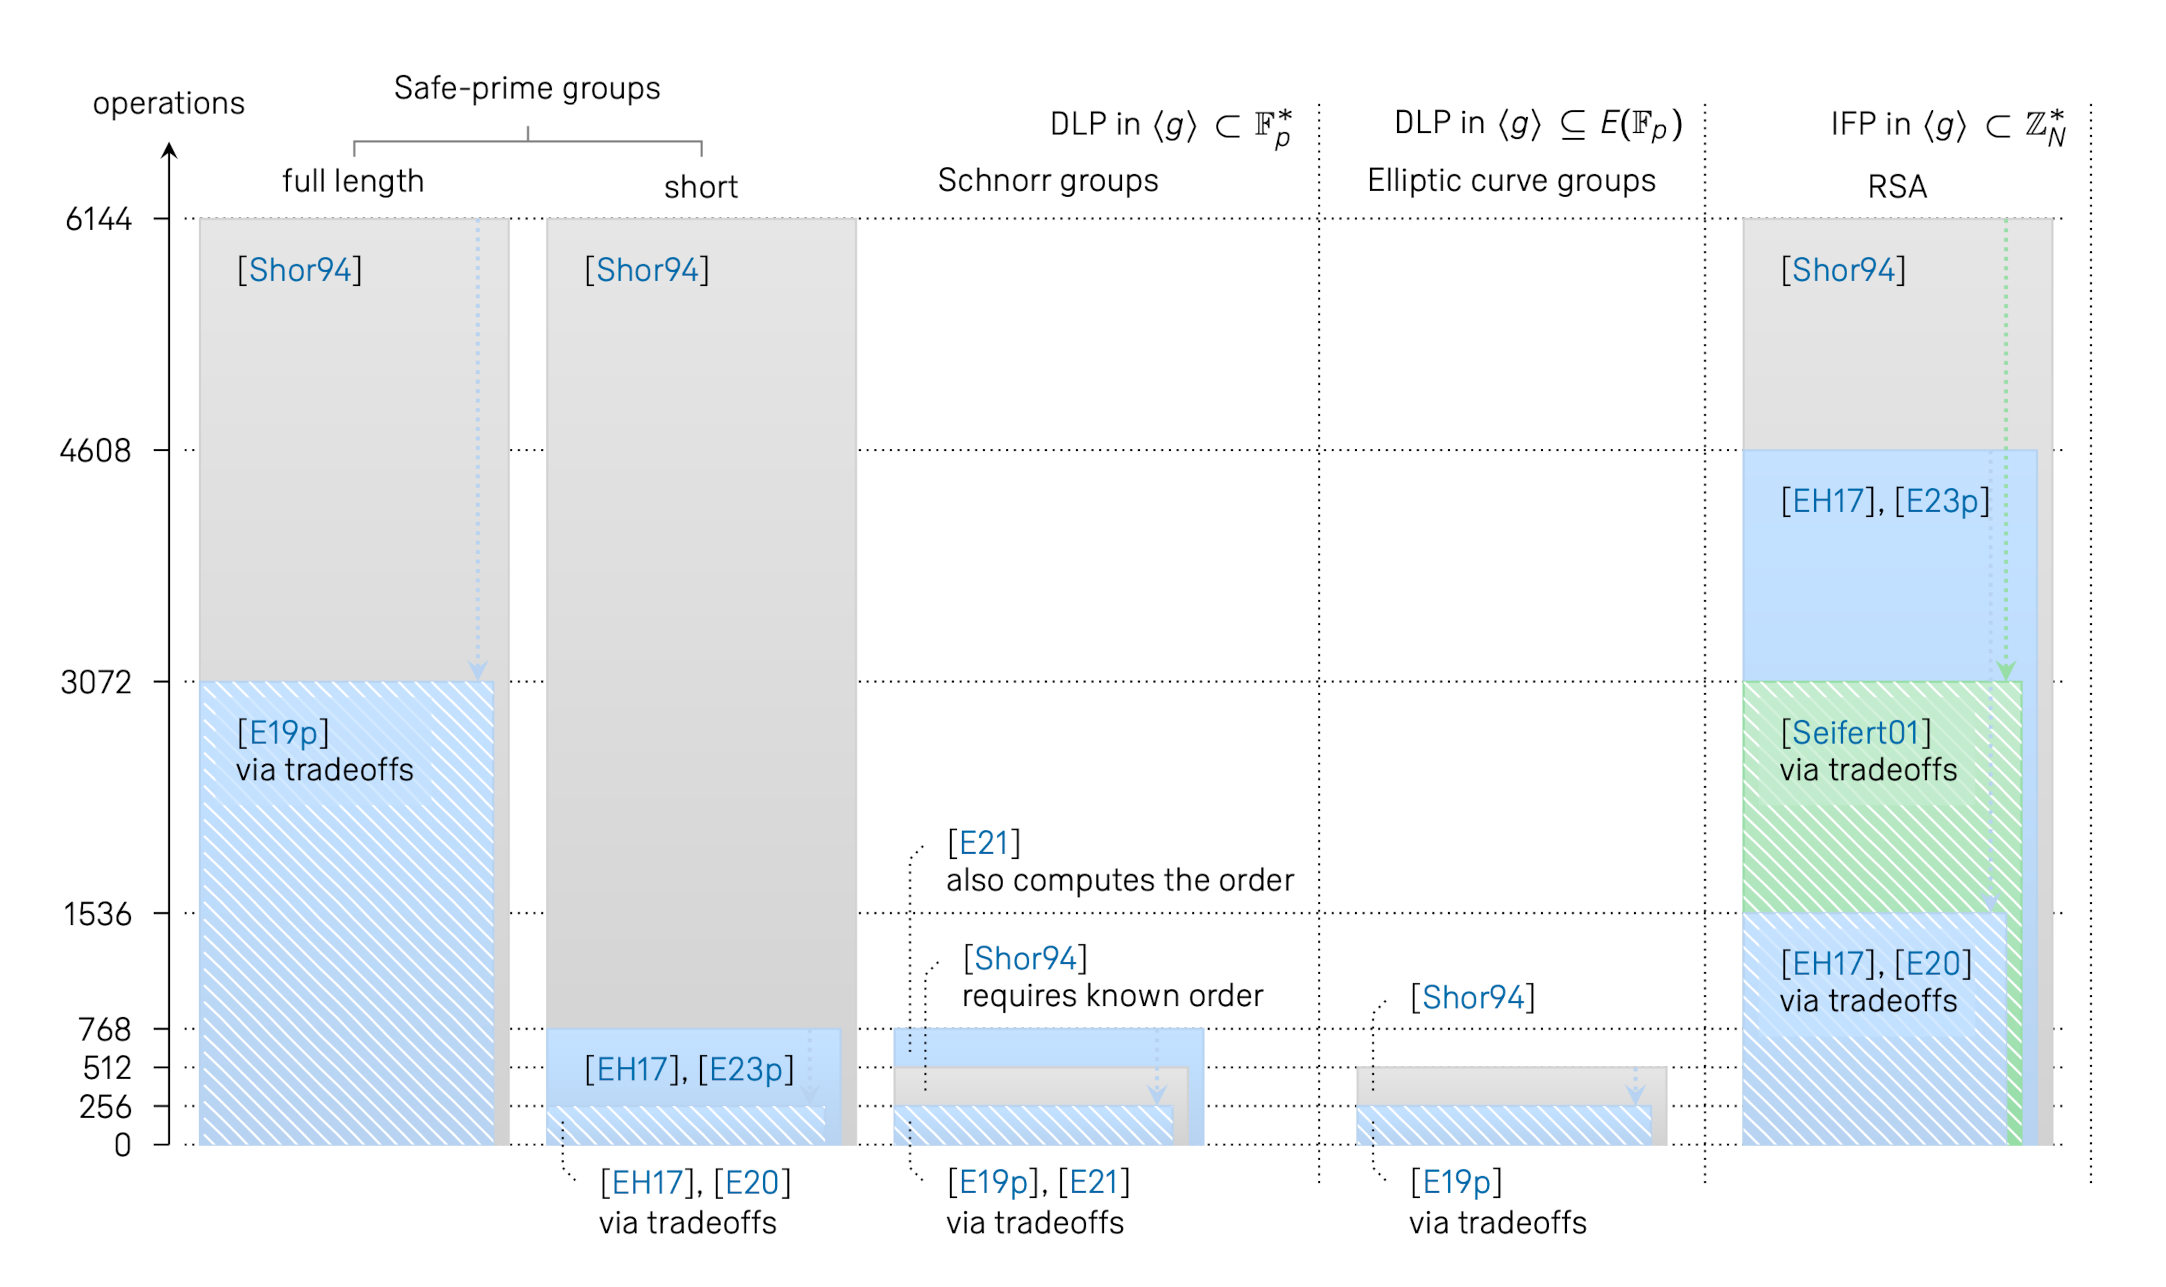 Safe-prime groups
operations
DLP in ⟨g⟩ ⊂ 𝔽*p
DLP in ⟨g⟩ ⊆ E(𝔽p)
IFP in ⟨g⟩ ⊂ ℤ*N
full length
short
Schnorr groups
Elliptic curve groups
RSA
6144
[Shor94]
[Shor94]
[Shor94]
4608
[EH17], [E23p]
3072
[E19p]
via tradeoffs
[Seifert01]
via tradeoffs
[E21]
also computes the order
1536
[Shor94]
requires known order
[EH17], [E20]
via tradeoffs
[Shor94]
768
512
[EH17], [E23p]
256
0
[EH17], [E20]
via tradeoffs
[E19p], [E21]
via tradeoffs
[E19p]
via tradeoffs